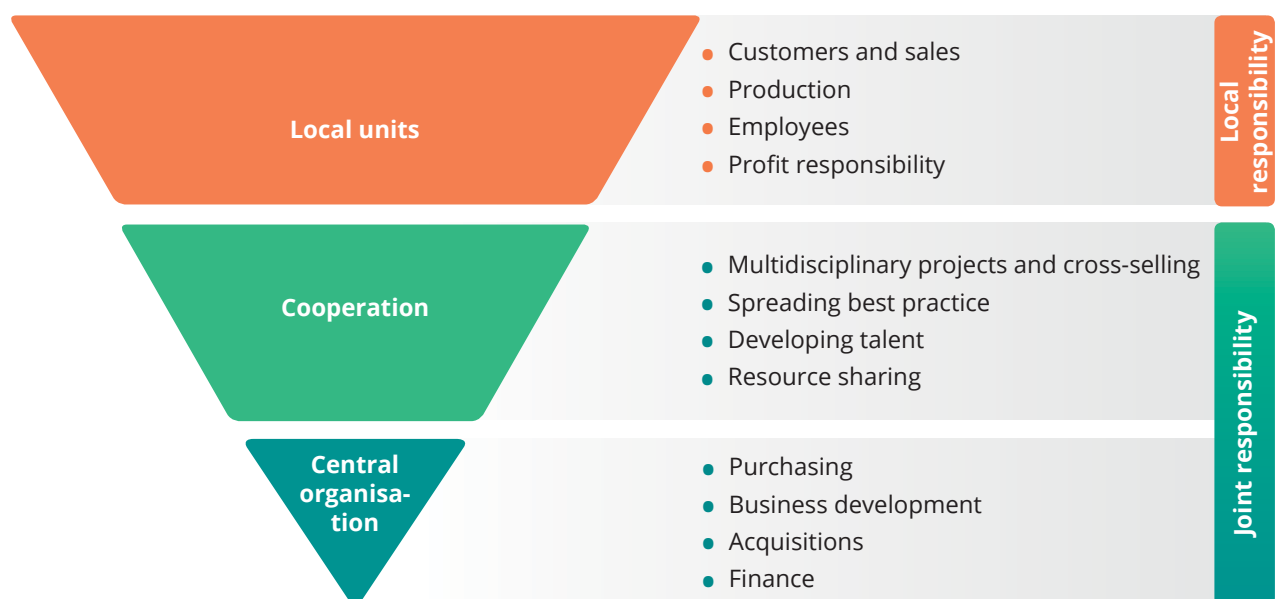 Local units
Customers and sales
Production
Employees
Profit responsibility
Local
responsibility
Cooperation
Multidisciplinary projects and cross-selling
Spreading best practice
Developing talent
Resource sharing
Central
organisa-
tion
Purchasing
Business development
Acquisitions
Finance
Joint responsibility